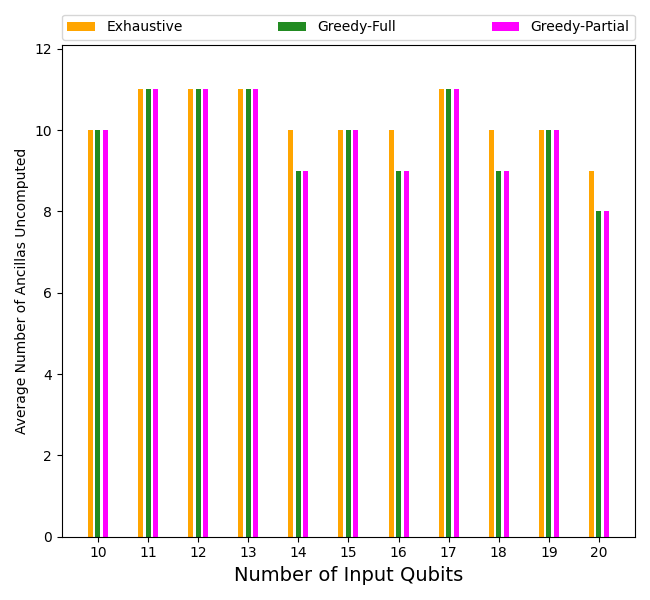 Exhaustive Greedy-Full Greedy-Partial
12
10
8
6
4
2
0
Average Number of Ancillas Uncomputed
10 11 12 13 14 15 16 17 18 19 20
Number of Input Qubits